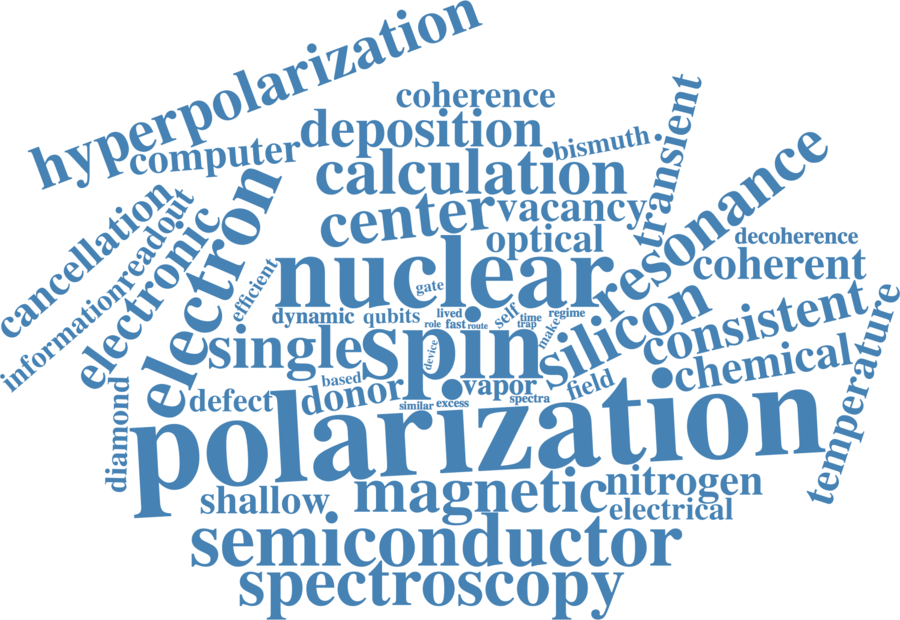 hyperpolarization
coherence
computer
deposition
bismuth
transient
cancellation
readout
information
electronic
electron
calculation
center
vacancy
optical
resonance
decoherence
coherent
nuclear
gate
efficient
dynamic
qubits
lived
role
fast
route
self
time
trap
regime
make
device
single
spin
silicon
consistent
chemical
temperature
based
donor
defect
diamond
similar
excess
vapor
spectra
field
polarization
shallow
magnetic
nitrogen
electrical
semiconductor
spectroscopy